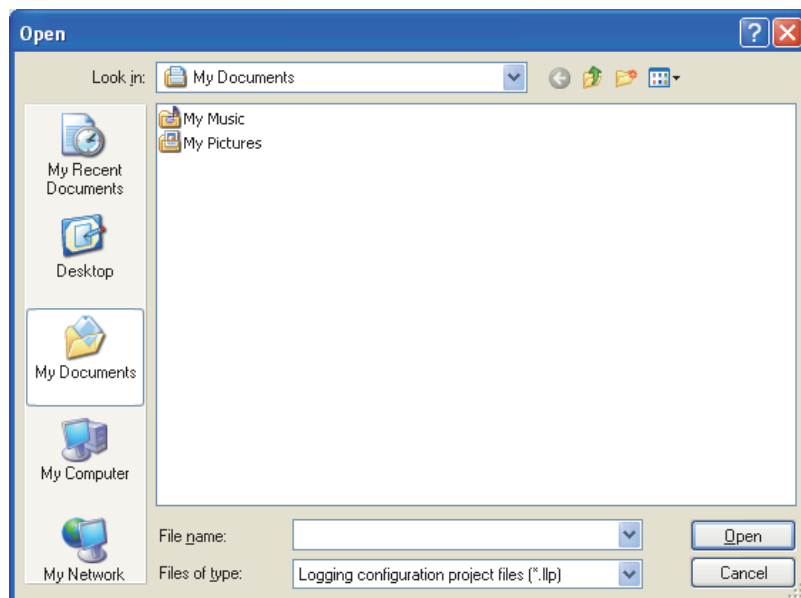 Open
Look in:
My Documents
My Music
My Pictures
My Recent
Documents
Desktop
My Documents
My Computer
My Network
File name:
Open
Files of type:
Logging configuration project files (*.llp)
Cancel